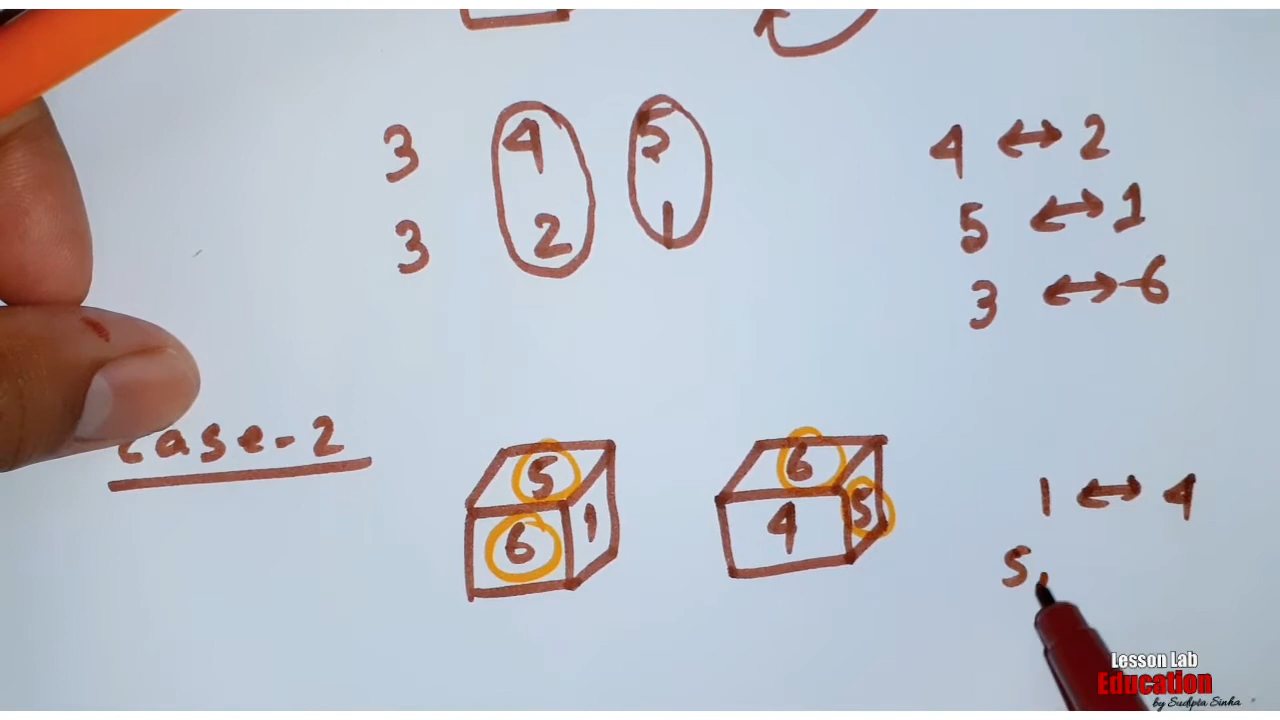 3 4 5
3 2 1
4 ↔ 2
5 ↔ 1
3 ↔ 6
case-2
5
6 1
6
4 5
1 ↔ 4
5,
Lesson Lab
Education
by Sudipta Sinha